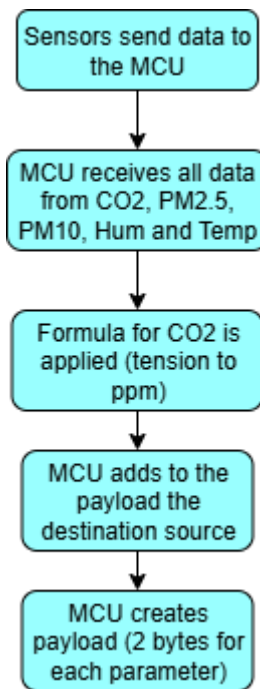 Sensors send data to
the MCU
MCU receives all data
from CO2, PM2.5,
PM10, Hum and Temp
Formula for CO2 is
applied (tension to
ppm)
MCU adds to the
payload the
destination source
MCU creates
payload (2 bytes for
each parameter)